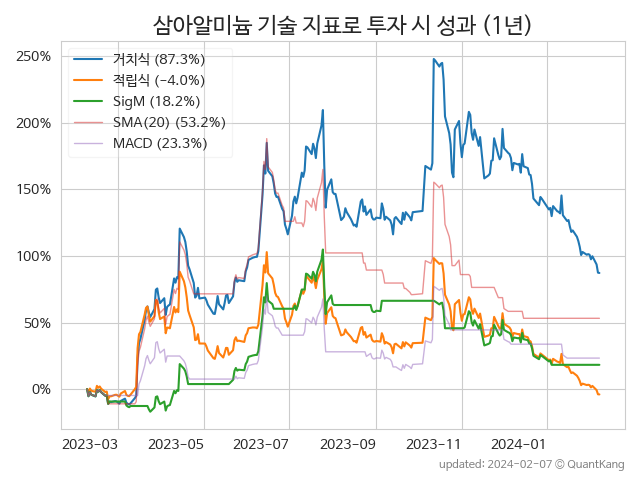 삼아알미늄 기술 지표로 투자 시 성과 (1년)
250%
200%
150%
100%
50%
0%
거치식 (87.3%)
적립식 (−4.0%)
SigM (18.2%)
SMA(20) (53.2%)
MACD (23.3%)
2023-03
2023-05
2023-07
2023-09
2023-11
2024-01
updated: 2024-02-07 © QuantKang